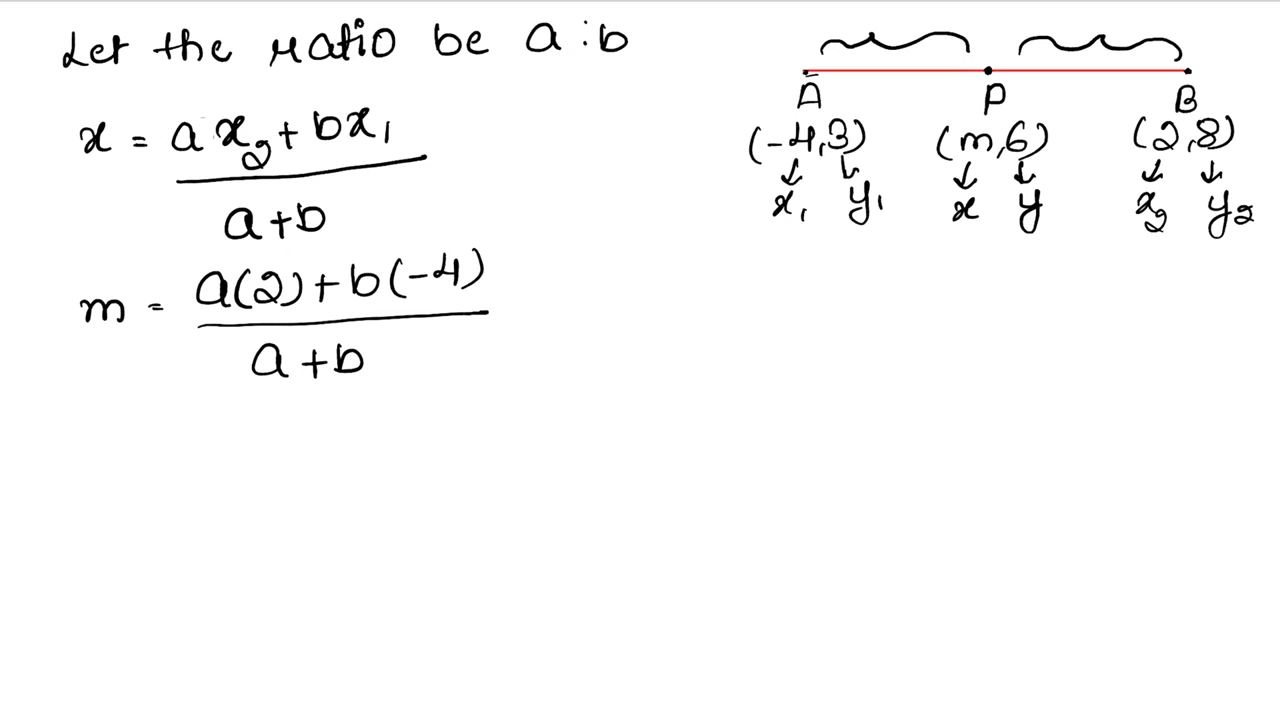 Let the ratio be a:b
x = ax₂+bx₁
a+b
m = a(2)+b(-4)
a+b
A P B
(-4,3) (m,6) (2,8)
↓ ↓ ↓ ↓ ↓ ↓
x₁ y₁ x y x₂ y₂